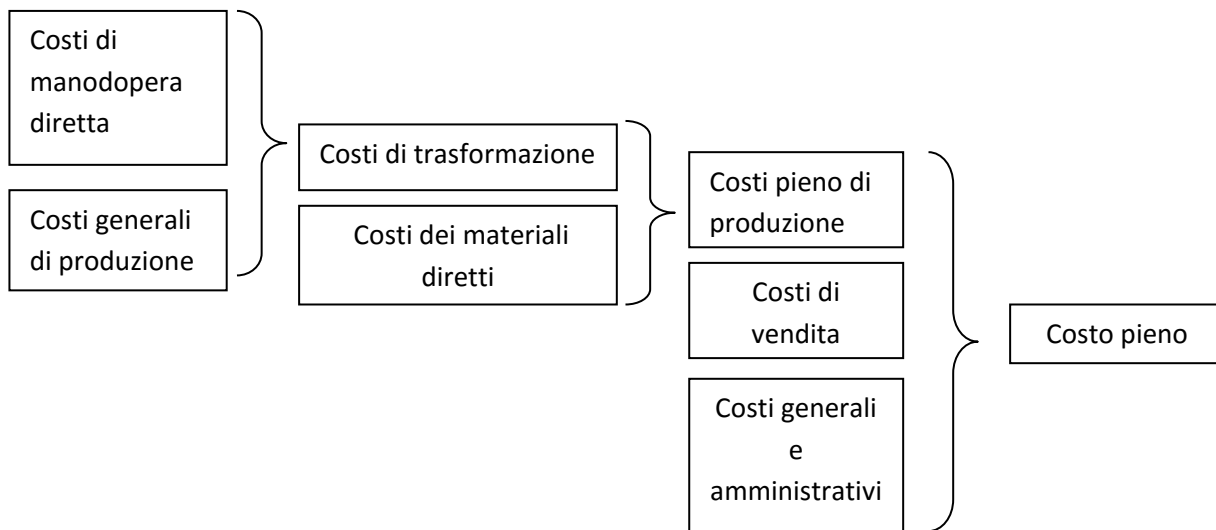 Costi di
manodopera
diretta
Costi generali
di produzione
Costi di trasformazione
Costi dei materiali
diretti
Costi pieno di
produzione
Costi di
vendita
Costi generali
e
amministrativi
Costo pieno